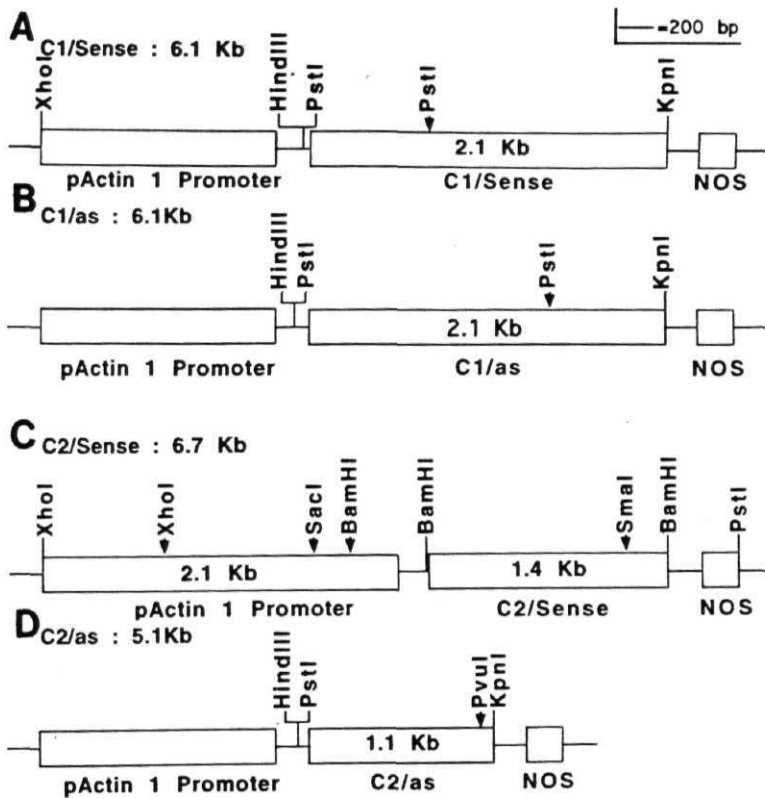 A
C1/Sense : 6.1 Kb
=200 bp
XhoI
HindIII
PstI
PstI
KpnI
2.1 Kb
pActin 1 Promoter
C1/Sense
NOS
B
C1/as : 6.1Kb
HindIII
PstI
PstI
KpnI
2.1 Kb
pActin 1 Promoter
C1/as
NOS
C
C2/Sense : 6.7 Kb
XhoI
XhoI
SacI
BamHI
BamHI
SmaI
BamHI
PstI
2.1 Kb
1.4 Kb
pActin 1 Promoter
C2/Sense
NOS
D
C2/as : 5.1Kb
HindIII
PstI
PvuI
KpnI
1.1 Kb
pActin 1 Promoter
C2/as
NOS